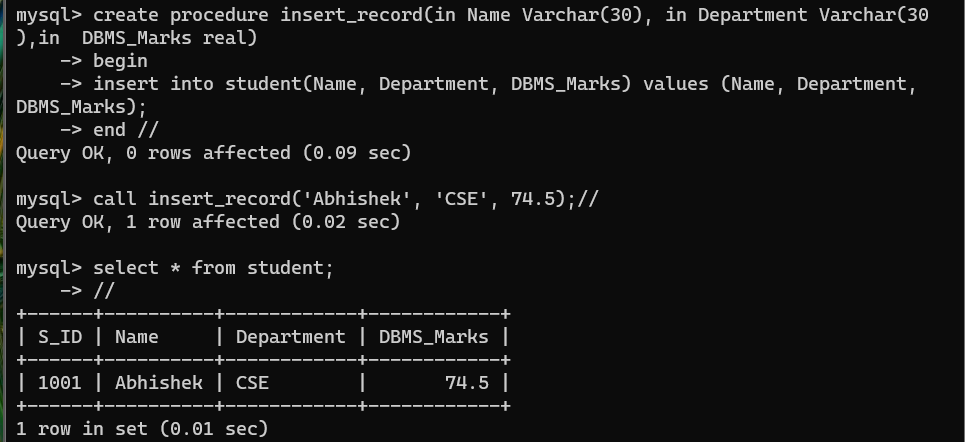 mysql> create procedure insert_record(in Name Varchar(30), in Department Varchar(30
),in  DBMS_Marks real)
    -> begin
    -> insert into student(Name, Department, DBMS_Marks) values (Name, Department,
DBMS_Marks);
    -> end //
Query OK, 0 rows affected (0.09 sec)

mysql> call insert_record('Abhishek', 'CSE', 74.5);//
Query OK, 1 row affected (0.02 sec)

mysql> select * from student;
    -> //
+------+----------+------------+------------+
| S_ID | Name     | Department | DBMS_Marks |
+------+----------+------------+------------+
| 1001 | Abhishek | CSE        |       74.5 |
+------+----------+------------+------------+
1 row in set (0.01 sec)